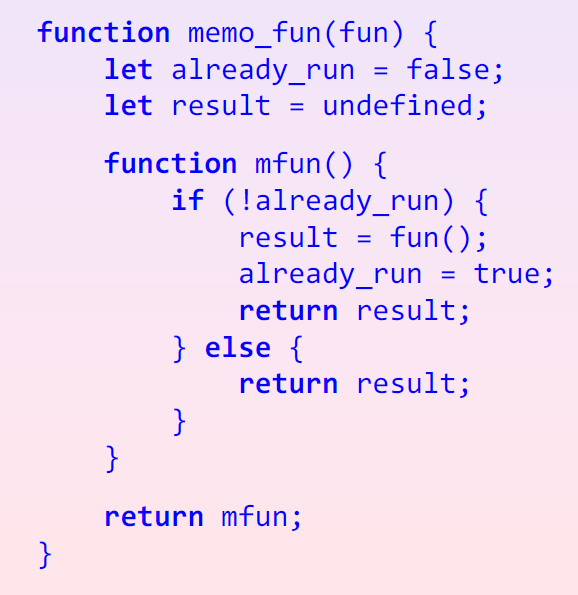 function memo_fun(fun) {
    let already_run = false;
    let result = undefined;
    function mfun() {
        if (!already_run) {
            result = fun();
            already_run = true;
            return result;
        } else {
            return result;
        }
    }
    return mfun;
}